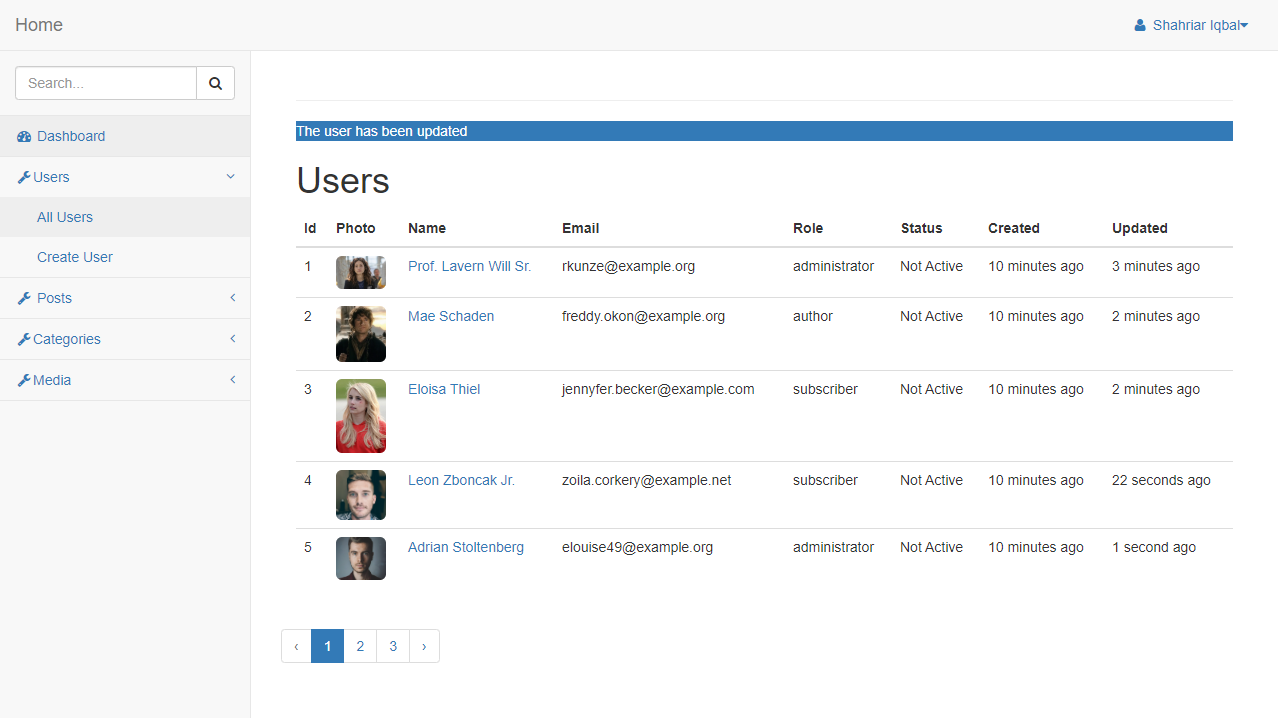 Home
Shahriar Iqbal
Search...
Dashboard
Users
All Users
Create User
Posts
Categories
Media
The user has been updated
Users
Id Photo Name Email Role Status Created Updated
1 Prof. Lavern Will Sr. rkunze@example.org administrator Not Active 10 minutes ago 3 minutes ago
2 Mae Schaden freddy.okon@example.org author Not Active 10 minutes ago 2 minutes ago
3 Eloisa Thiel jennyfer.becker@example.com subscriber Not Active 10 minutes ago 2 minutes ago
4 Leon Zboncak Jr. zoila.corkery@example.net subscriber Not Active 10 minutes ago 22 seconds ago
5 Adrian Stoltenberg elouise49@example.org administrator Not Active 10 minutes ago 1 second ago
‹ 1 2 3 ›